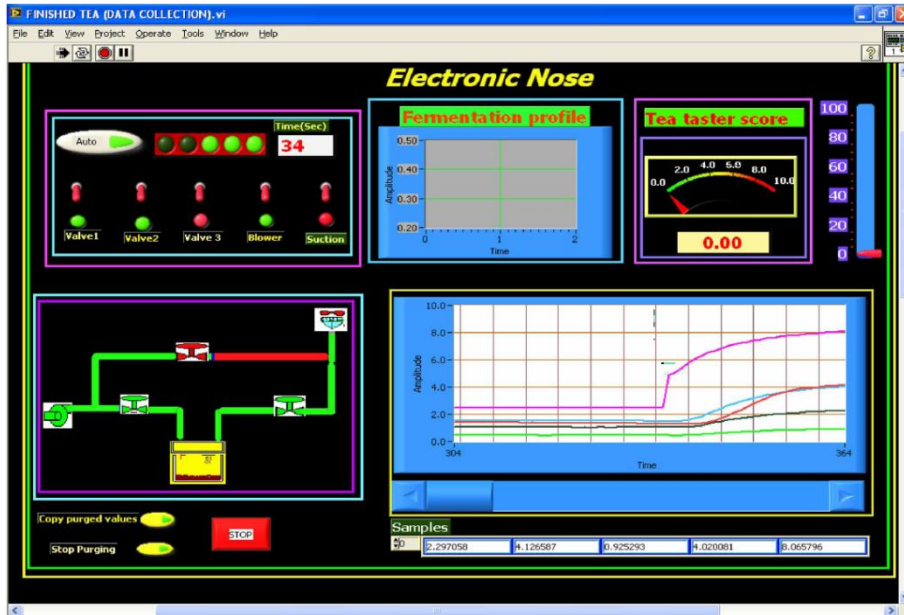 FINISHED TEA (DATA COLLECTION).vi
File Edit View Project Operate Tools Window Help
1
Electronic Nose
Auto
Time(Sec)
34
Valve1
Valve2
Valve 3
Blower
Suction
Fermentation profile
Amplitude
0.50
0.40
0.30
0.20
0 1 2
Time
Tea taster score
0.0 2.0 4.0 6.0 8.0 10.0
0.00
100
80
60
40
20
0
Amplitude
10.0
8.0
6.0
4.0
2.0
0.0
304 364
Time
Copy purged values
Stop Purging
STOP
Samples
0 2.297058 4.126587 0.925293 4.020081 8.065796